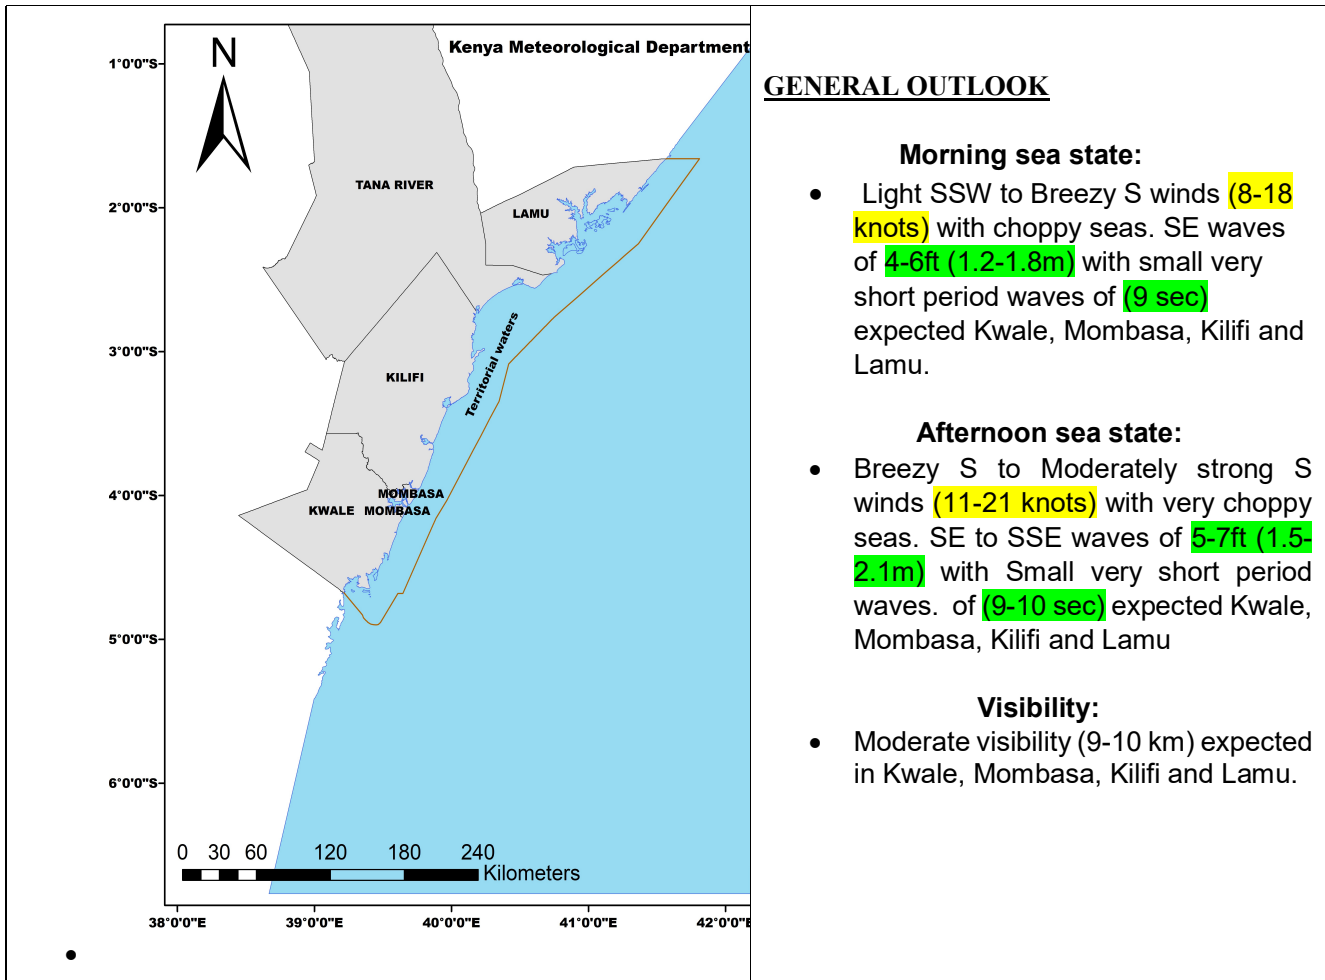 Kenya Meteorological Department
N
1°0'0"S
2°0'0"S
3°0'0"S
4°0'0"S
5°0'0"S
6°0'0"S
TANA RIVER
LAMU
KILIFI
Territorial waters
MOMBASA
KWALE MOMBASA
0 30 60 120 180 240
Kilometers
38°0'0"E 39°0'0"E 40°0'0"E 41°0'0"E 42°0'0"E
GENERAL OUTLOOK
Morning sea state:
• Light SSW to Breezy S winds (8-18
knots) with choppy seas. SE waves
of 4-6ft (1.2-1.8m) with small very
short period waves of (9 sec)
expected Kwale, Mombasa, Kilifi and
Lamu.
Afternoon sea state:
• Breezy S to Moderately strong S
winds (11-21 knots) with very choppy
seas. SE to SSE waves of 5-7ft (1.5-
2.1m) with Small very short period
waves. of (9-10 sec) expected Kwale,
Mombasa, Kilifi and Lamu
Visibility:
• Moderate visibility (9-10 km) expected
in Kwale, Mombasa, Kilifi and Lamu.